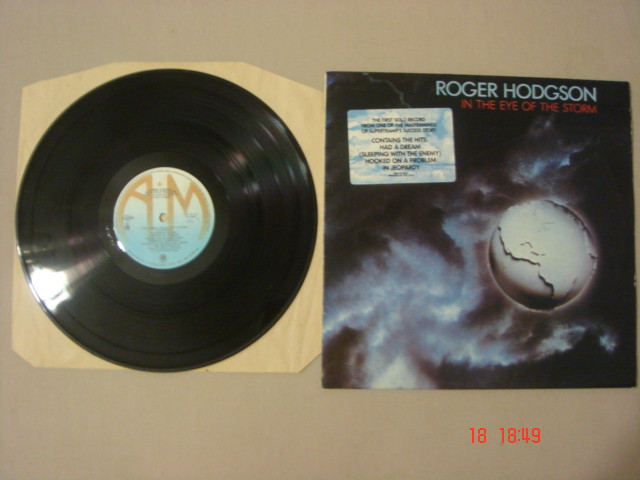 ROGER HODGSON
IN THE EYE OF THE STORM
THE FIRST SOLO RECORD
FROM ONE OF THE MASTERMINDS
OF SUPERTRAMP'S SUCCESS STORY
CONTAINS THE HITS:
HAD A DREAM
(SLEEPING WITH THE ENEMY)
HOOKED ON A PROBLEM
IN JEOPARDY
A&M
18 18:49